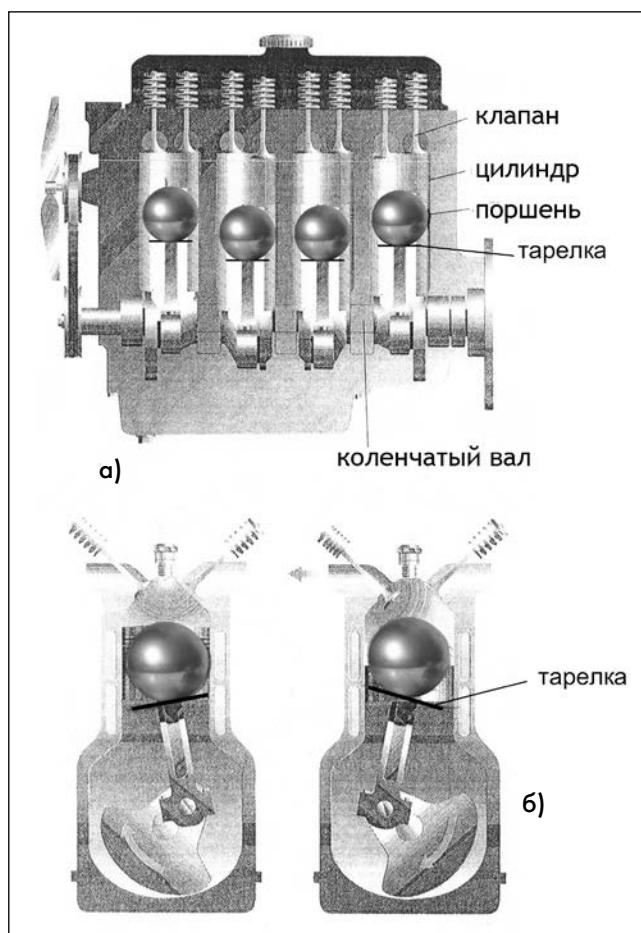 клапан
цилиндр
поршень
тарелка
коленчатый вал
а)
тарелка
б)